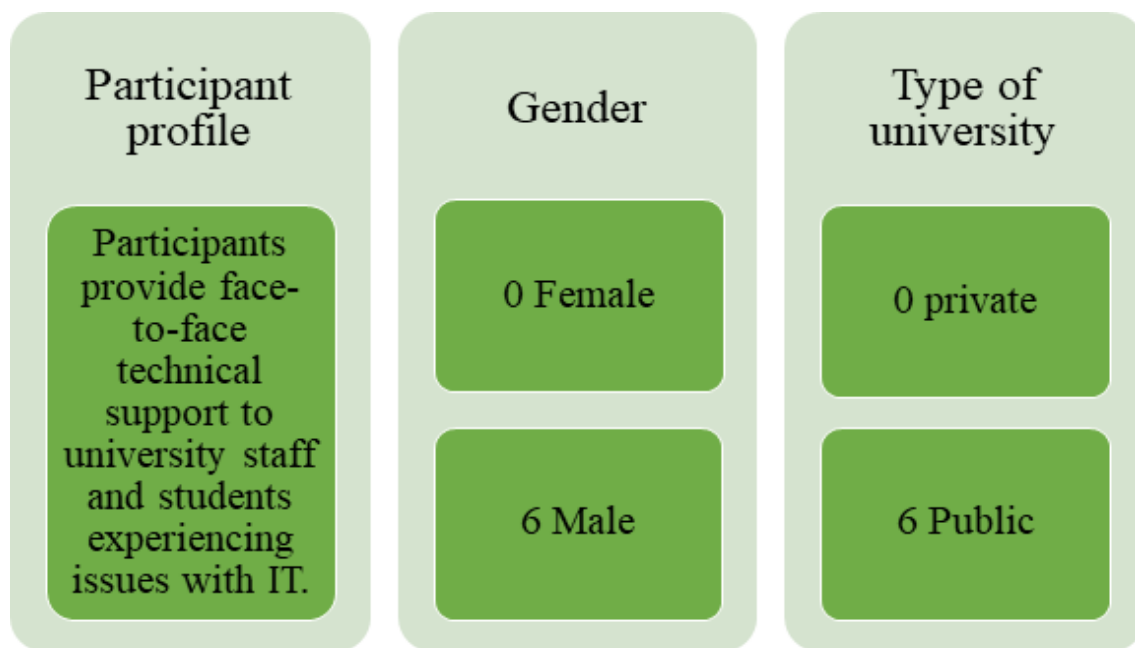 Participant
profile
Participants
provide face-
to-face
technical
support to
university staff
and students
experiencing
issues with IT.
Gender
0 Female
6 Male
Type of
university
0 private
6 Public